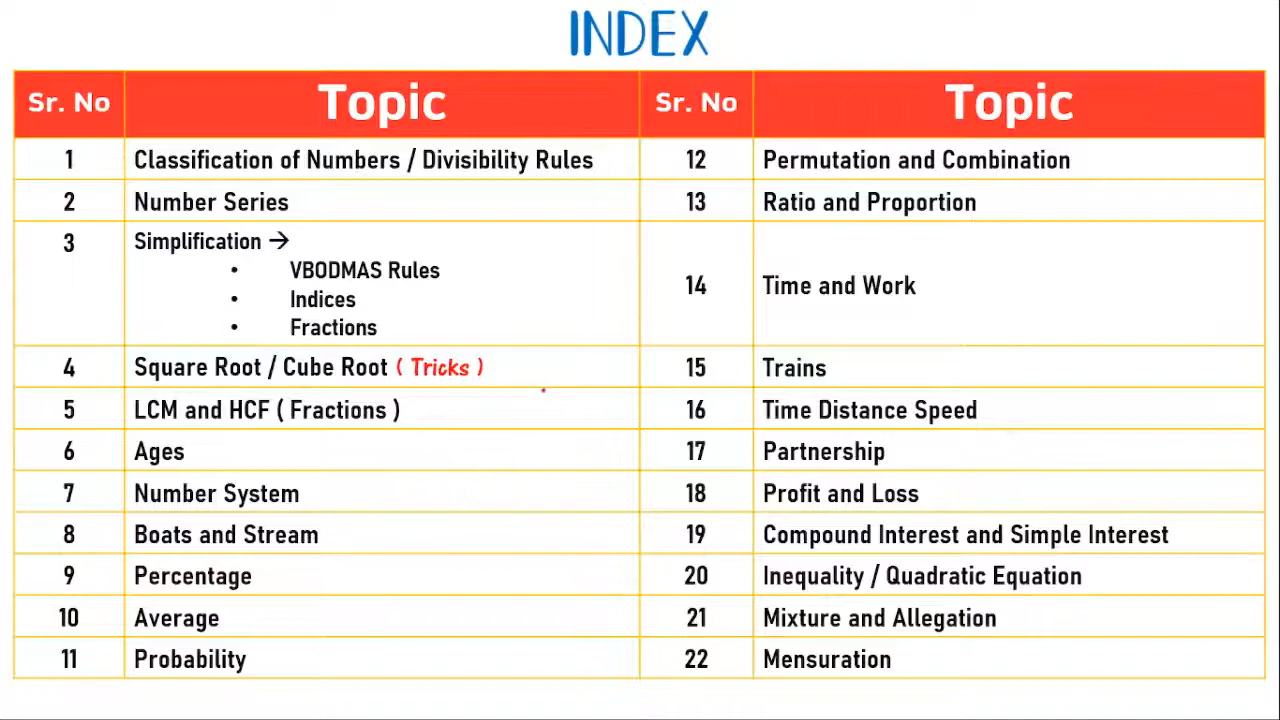 INDEX
Sr. No Topic Sr. No Topic
1 Classification of Numbers / Divisibility Rules 12 Permutation and Combination
2 Number Series 13 Ratio and Proportion
3 Simplification →
• VBODMAS Rules
• Indices
• Fractions
14 Time and Work
4 Square Root / Cube Root ( Tricks ) 15 Trains
5 LCM and HCF ( Fractions ) 16 Time Distance Speed
6 Ages 17 Partnership
7 Number System 18 Profit and Loss
8 Boats and Stream 19 Compound Interest and Simple Interest
9 Percentage 20 Inequality / Quadratic Equation
10 Average 21 Mixture and Allegation
11 Probability 22 Mensuration